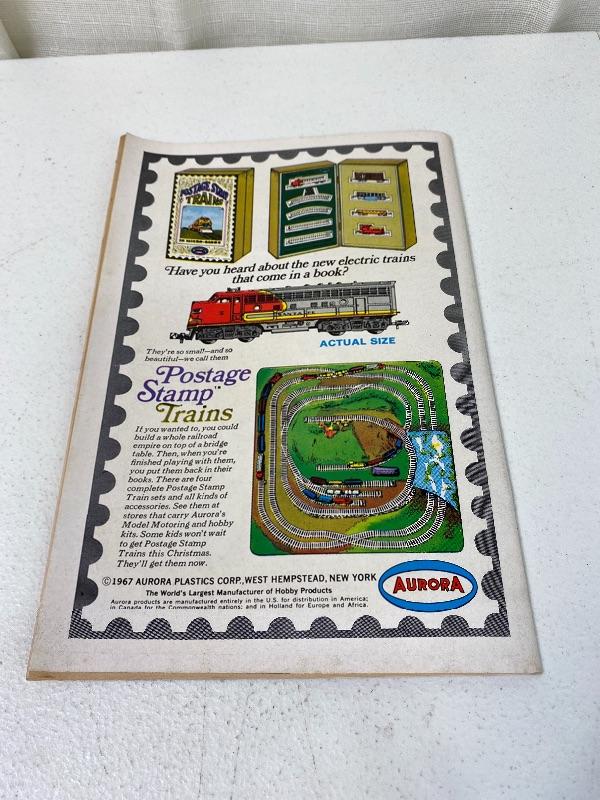 POSTAGE STAMP
TRAINS
Have you heard about the new electric trains
that come in a book?
SANTA FE
ACTUAL SIZE
They're so small—and so
beautiful—we call them
Postage
Stamp™
Trains
If you wanted to, you could
build a whole railroad
empire on top of a bridge
table. Then, when you're
finished playing with them,
you put them back in their
books. There are four
complete Postage Stamp
Train sets and all kinds of
accessories. See them at
stores that carry Aurora's
Model Motoring and hobby
kits. Some kids won't wait
to get Postage Stamp
Trains this Christmas.
They'll get them now.
©1967 AURORA PLASTICS CORP., WEST HEMPSTEAD, NEW YORK
The World's Largest Manufacturer of Hobby Products
Aurora products are manufactured entirely in the U.S. for distribution in America;
in Canada for the Commonwealth nations; and in Holland for Europe and Africa.
AURORA